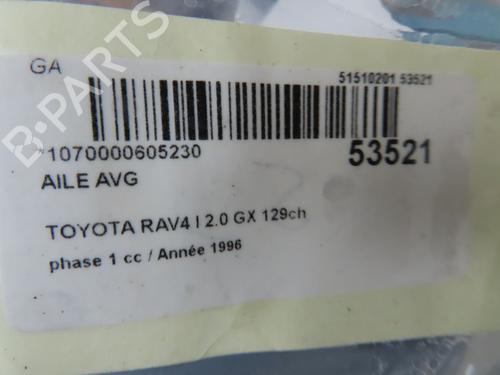 GA
51510201 53521
*1070000605230
53521
AILE AVG
TOYOTA RAV4 I 2.0 GX 129ch
phase 1 cc / Année 1996
B-PARTS